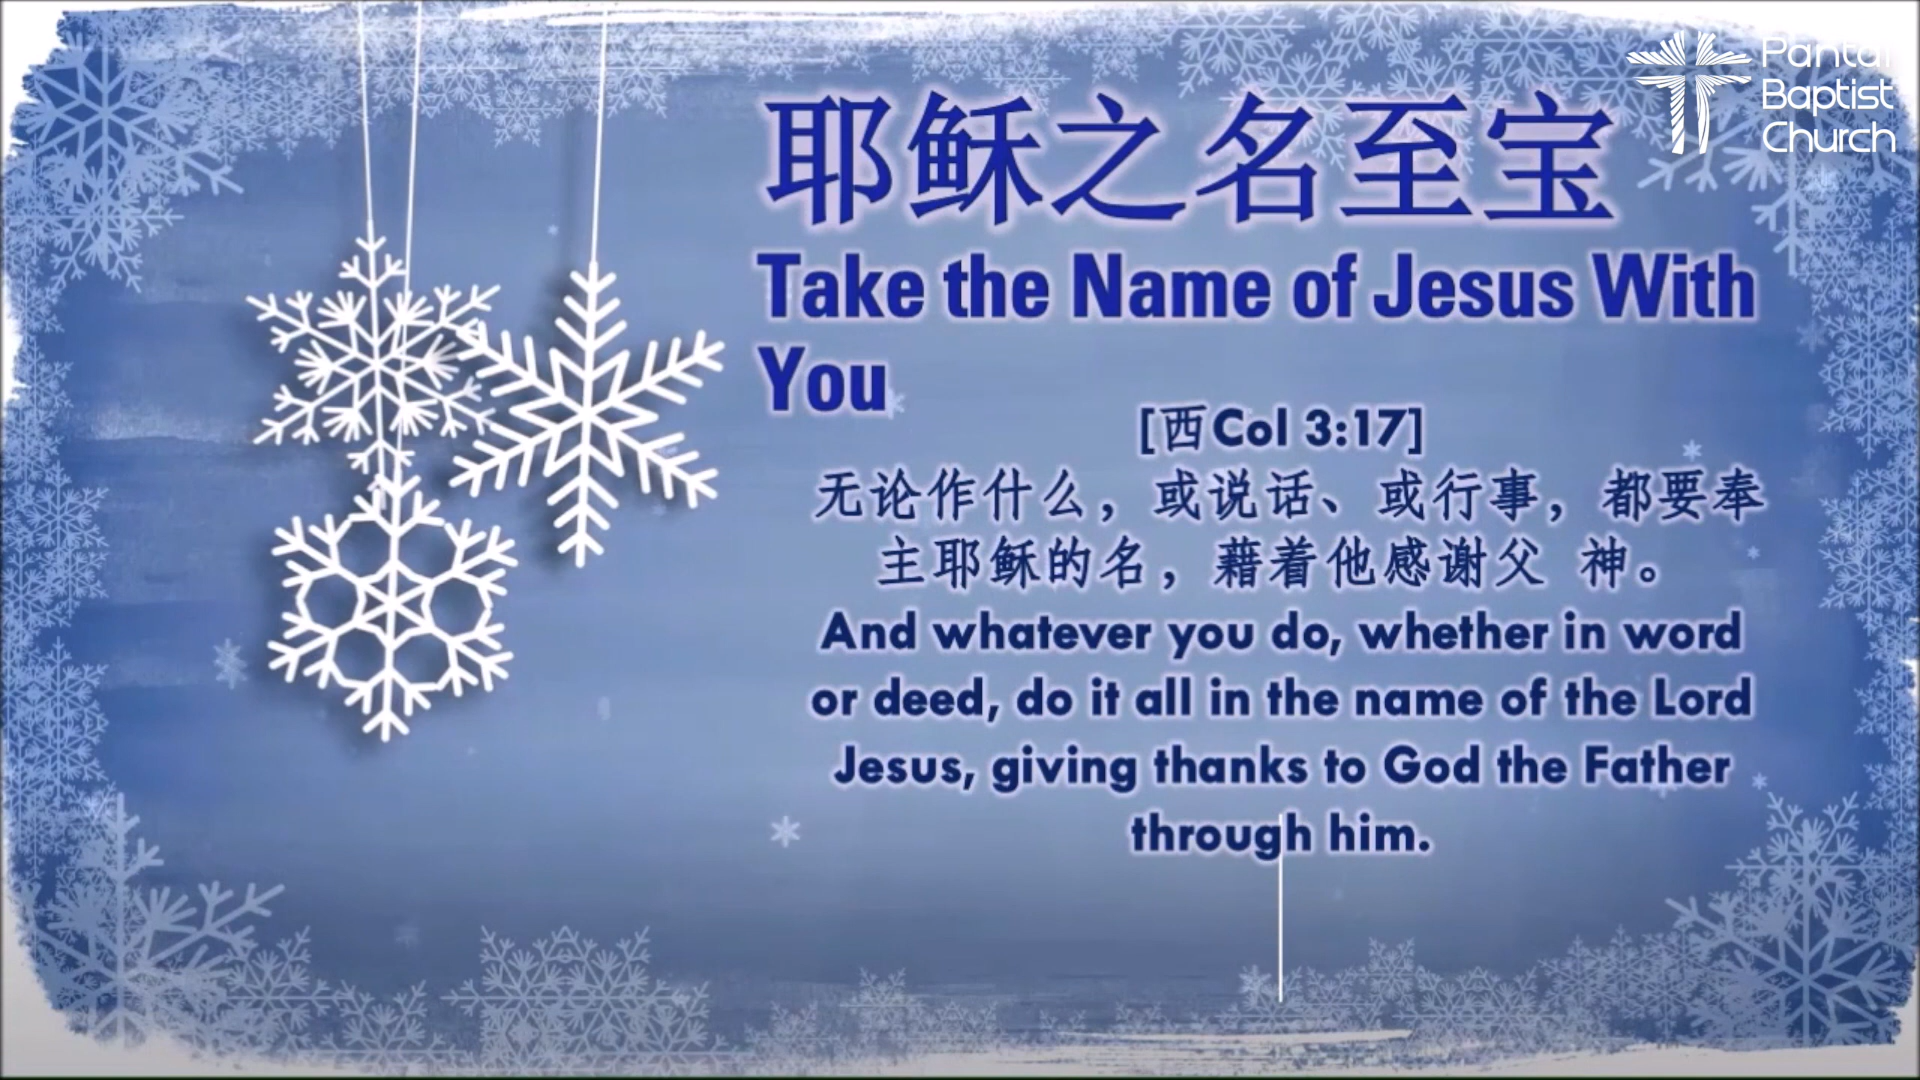 Pantai
Baptist
Church
耶稣之名至宝
Take the Name of Jesus With
You
[西Col 3:17]
无论作什么，或说话、或行事，都要奉
主耶稣的名，藉着他感谢父 神。
And whatever you do, whether in word
or deed, do it all in the name of the Lord
Jesus, giving thanks to God the Father
through him.